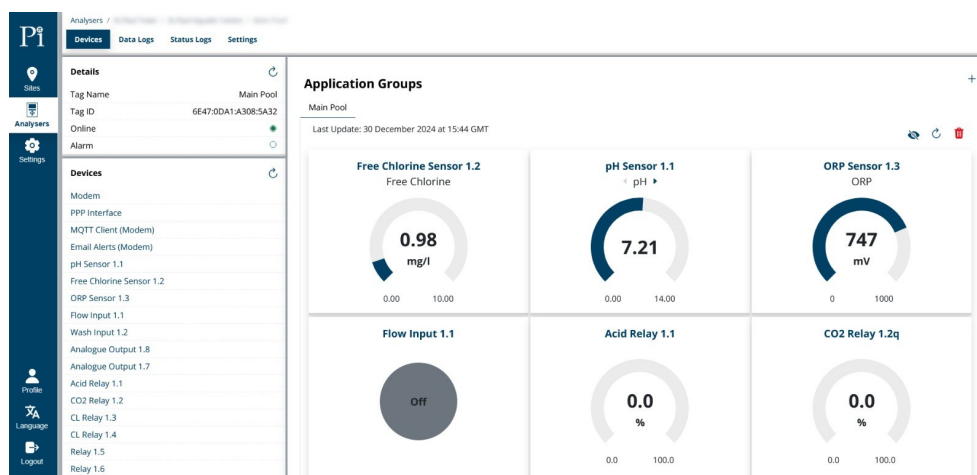 Pi
Sites
Analysers
Settings
Profile
Language
Logout
Analysers /
Devices Data Logs Status Logs Settings
Details
Tag Name Main Pool
Tag ID 6E47:0DA1:A308:5A32
Online
Alarm
Devices
Modem
PPP Interface
MQTT Client (Modem)
Email Alerts (Modem)
pH Sensor 1.1
Free Chlorine Sensor 1.2
ORP Sensor 1.3
Flow Input 1.1
Wash Input 1.2
Analogue Output 1.8
Analogue Output 1.7
Acid Relay 1.1
CO2 Relay 1.2
CL Relay 1.3
CL Relay 1.4
Relay 1.5
Relay 1.6
Application Groups
+
Main Pool
Last Update: 30 December 2024 at 15:44 GMT
Free Chlorine Sensor 1.2
Free Chlorine
0.98
mg/l
0.00 10.00
pH Sensor 1.1
pH
7.21
0.00 14.00
ORP Sensor 1.3
ORP
747
mV
0 1000
Flow Input 1.1
Off
Acid Relay 1.1
0.0
%
0.0 100.0
CO2 Relay 1.2q
0.0
%
0.0 100.0